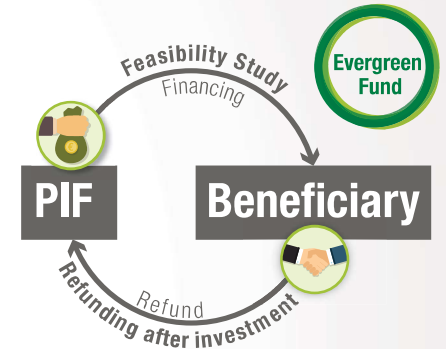 Feasibility Study
Financing
Evergreen
Fund
PIF
Beneficiary
Refund
Refunding after investment